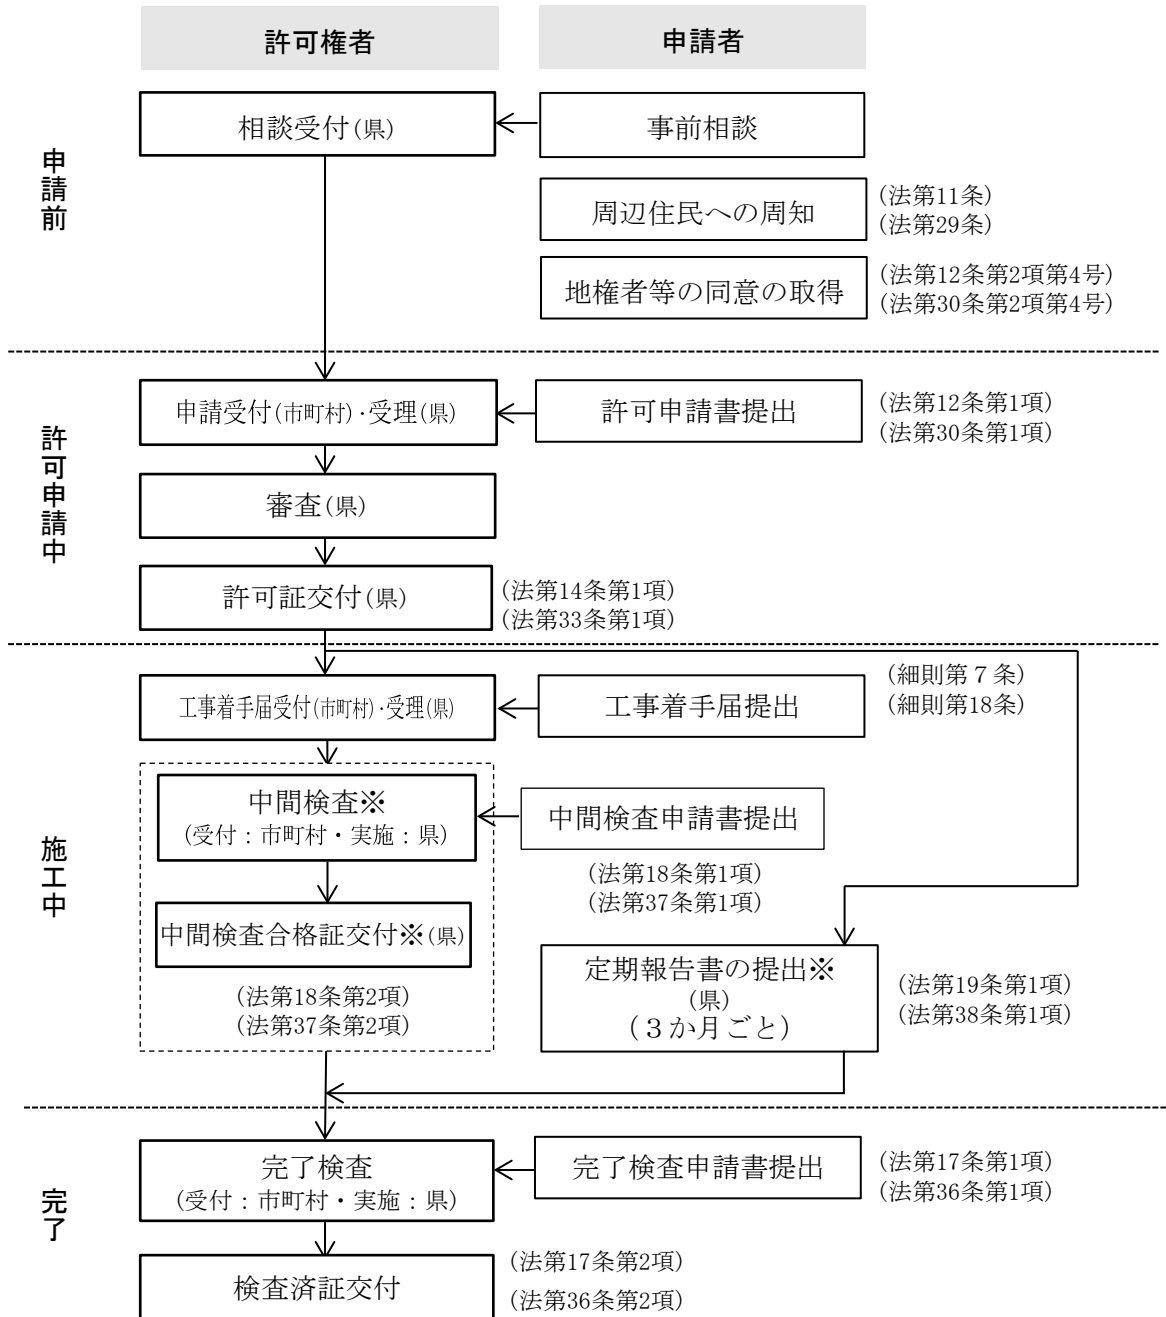 許可権者
申請者
申請前
相談受付(県)
事前相談
周辺住民への周知
(法第11条)
(法第29条)
地権者等の同意の取得
(法第12条第2項第4号)
(法第30条第2項第4号)
許可申請中
申請受付(市町村)・受理(県)
許可申請書提出
(法第12条第1項)
(法第30条第1項)
審査(県)
許可証交付(県)
(法第14条第1項)
(法第33条第1項)
施工中
工事着手届受付(市町村)・受理(県)
工事着手届提出
(細則第７条)
(細則第18条)
中間検査※
(受付：市町村・実施：県)
中間検査申請書提出
(法第18条第1項)
(法第37条第1項)
中間検査合格証交付※(県)
(法第18条第2項)
(法第37条第2項)
定期報告書の提出※
(県)
(３か月ごと)
(法第19条第1項)
(法第38条第1項)
完了
完了検査
(受付：市町村・実施：県)
完了検査申請書提出
(法第17条第1項)
(法第36条第1項)
検査済証交付
(法第17条第2項)
(法第36条第2項)